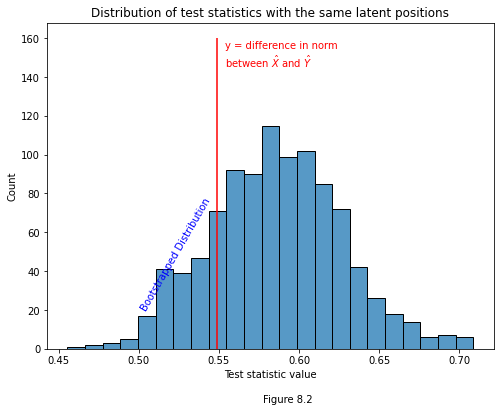 Distribution of test statistics with the same latent positions
160
140
120
100
80
60
40
20
0
Count
y = difference in norm
between X̂ and Ŷ
Bootstrapped Distribution
0.45 0.50 0.55 0.60 0.65 0.70
Test statistic value
Figure 8.2